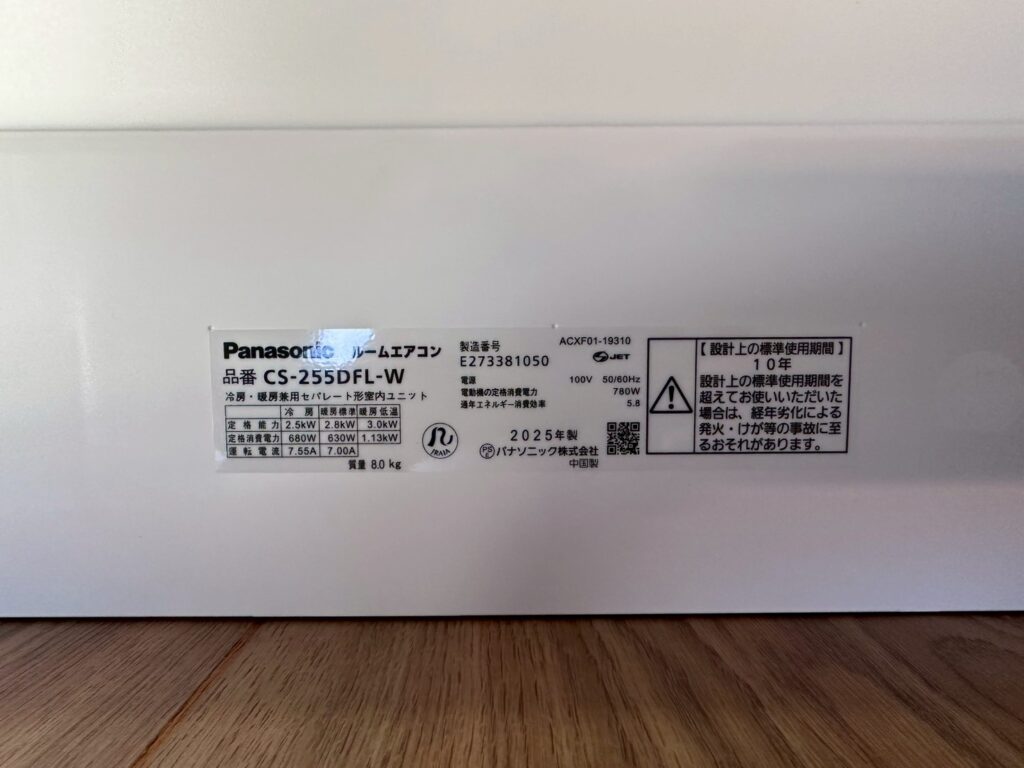 Panasonic ルームエアコン
品番 CS-255DFL-W
冷房・暖房兼用セパレート形室内ユニット
冷房 暖房標準 暖房低温
定格能力 2.5kW 2.8kW 3.0kW
定格消費電力 680W 630W 1.13kW
運転電流 7.55A 7.00A
質量 8.0 kg
JRAIA
製造番号
E273381050
ACXF01-19310
JET
電源 100V 50/60Hz
電動機の定格消費電力 780W
通年エネルギー消費効率 5.8
2025年製
PSE パナソニック株式会社
中国製
【設計上の標準使用期間】
10年
設計上の標準使用期間を
超えてお使いいただいた
場合は、経年劣化による
発火・けが等の事故に至
るおそれがあります。